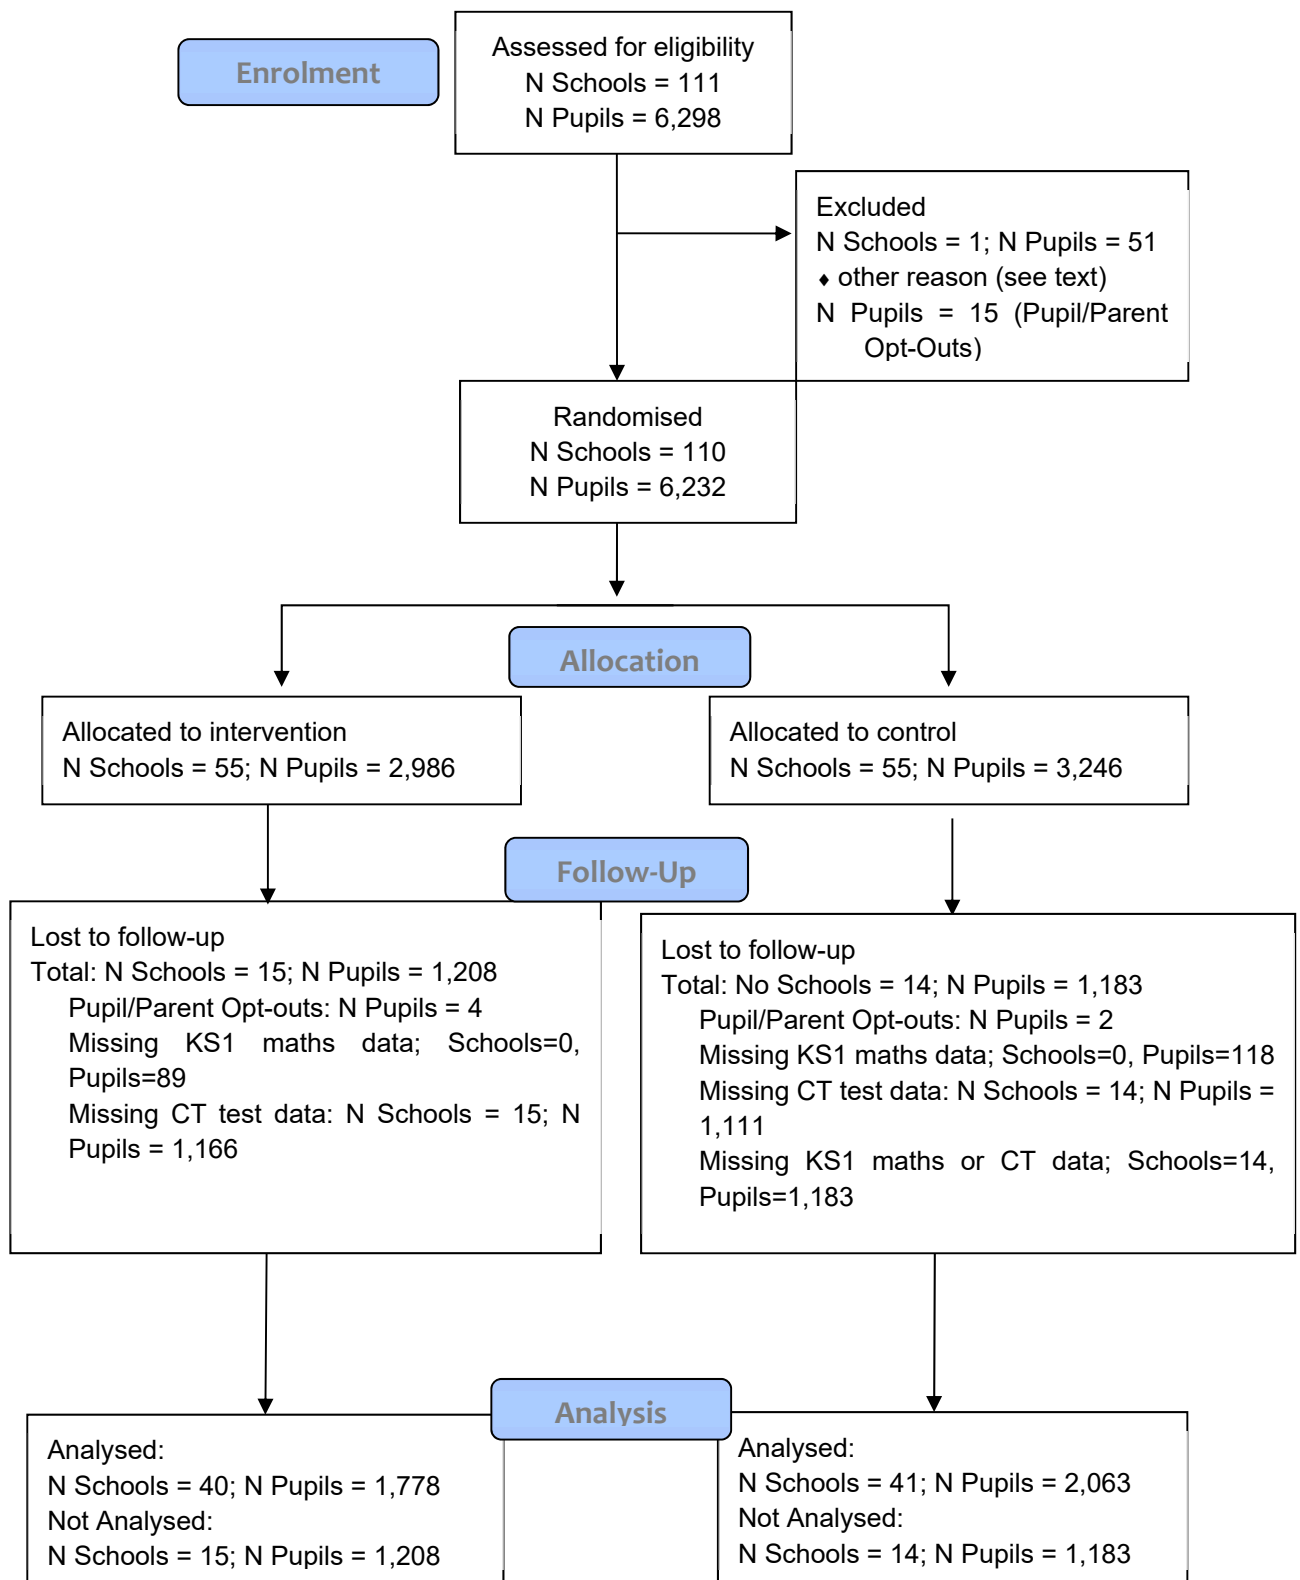 Enrolment
Assessed for eligibility
N Schools = 111
N Pupils = 6,298
Excluded
N Schools = 1; N Pupils = 51
♦ other reason (see text)
N Pupils = 15 (Pupil/Parent
Opt-Outs)
Randomised
N Schools = 110
N Pupils = 6,232
Allocation
Allocated to intervention
N Schools = 55; N Pupils = 2,986
Allocated to control
N Schools = 55; N Pupils = 3,246
Follow-Up
Lost to follow-up
Total: N Schools = 15; N Pupils = 1,208
Pupil/Parent Opt-outs: N Pupils = 4
Missing KS1 maths data; Schools=0,
Pupils=89
Missing CT test data: N Schools = 15; N
Pupils = 1,166
Lost to follow-up
Total: No Schools = 14; N Pupils = 1,183
Pupil/Parent Opt-outs: N Pupils = 2
Missing KS1 maths data; Schools=0, Pupils=118
Missing CT test data: N Schools = 14; N Pupils =
1,111
Missing KS1 maths or CT data; Schools=14,
Pupils=1,183
Analysis
Analysed:
N Schools = 40; N Pupils = 1,778
Not Analysed:
N Schools = 15; N Pupils = 1,208
Analysed:
N Schools = 41; N Pupils = 2,063
Not Analysed:
N Schools = 14; N Pupils = 1,183